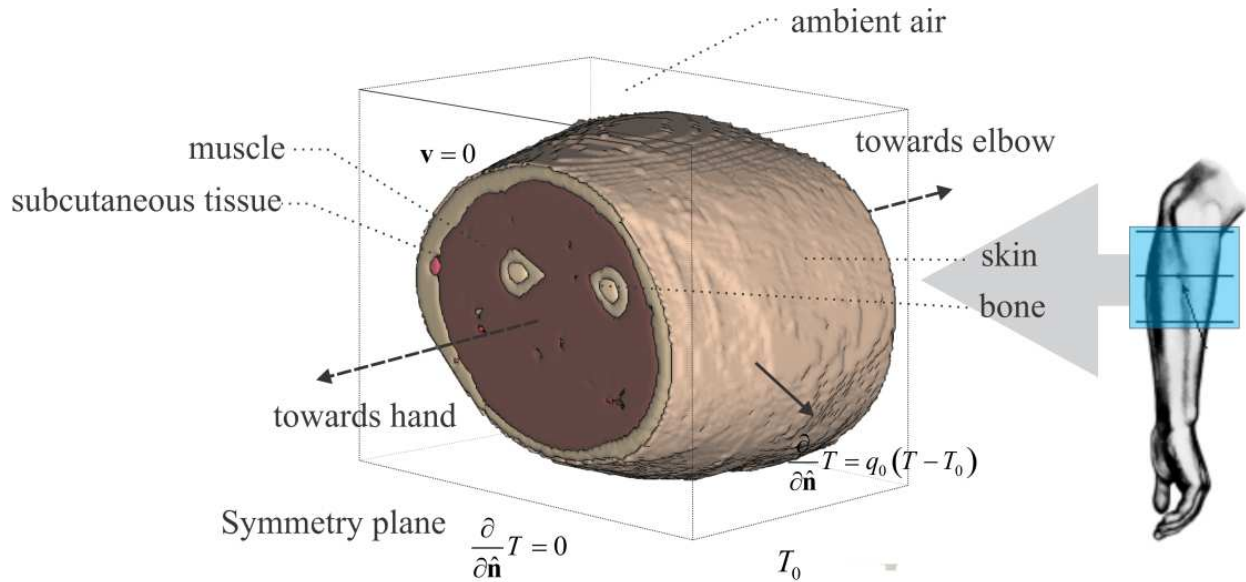 ambient air
towards elbow
muscle
v = 0
subcutaneous tissue
skin
bone
towards hand
∂/∂n̂ T = q₀ (T − T₀)
Symmetry plane
∂/∂n̂ T = 0
T₀